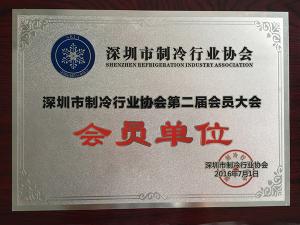 深圳市制冷行业协会
SHENZHEN REFRIGERATION INDUSTRY ASSOCIATION
深圳市制冷行业协会第二届会员大会
会员单位
深圳市制冷行业协会
2016年7月1日